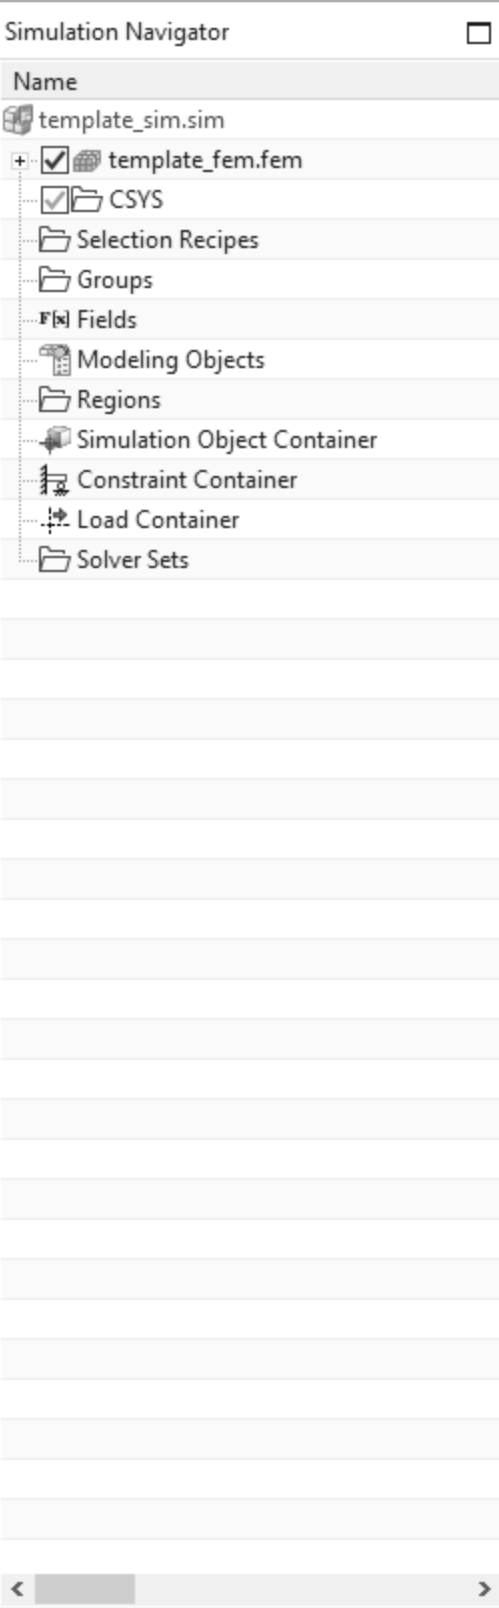 Simulation Navigator
Name
template_sim.sim
template_fem.fem
CSYS
Selection Recipes
Groups
F(x) Fields
Modeling Objects
Regions
Simulation Object Container
Constraint Container
Load Container
Solver Sets